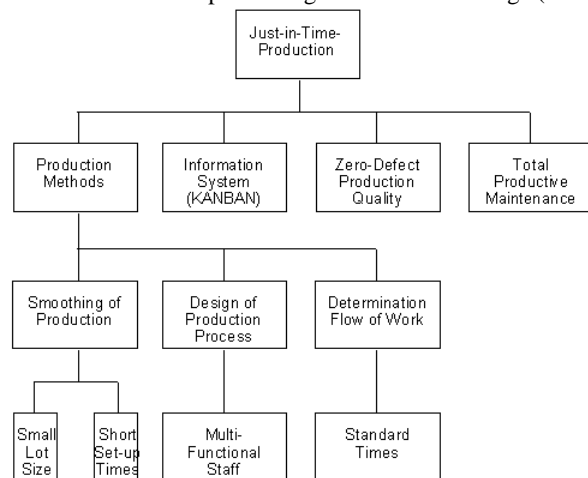 Just-in-Time-
Production
Production
Methods
Information
System
(KANBAN)
Zero-Defect
Production
Quality
Total
Productive
Maintenance
Smoothing of
Production
Design of
Production
Process
Determination
Flow of Work
Small
Lot
Size
Short
Set-up
Times
Multi-
Functional
Staff
Standard
Times